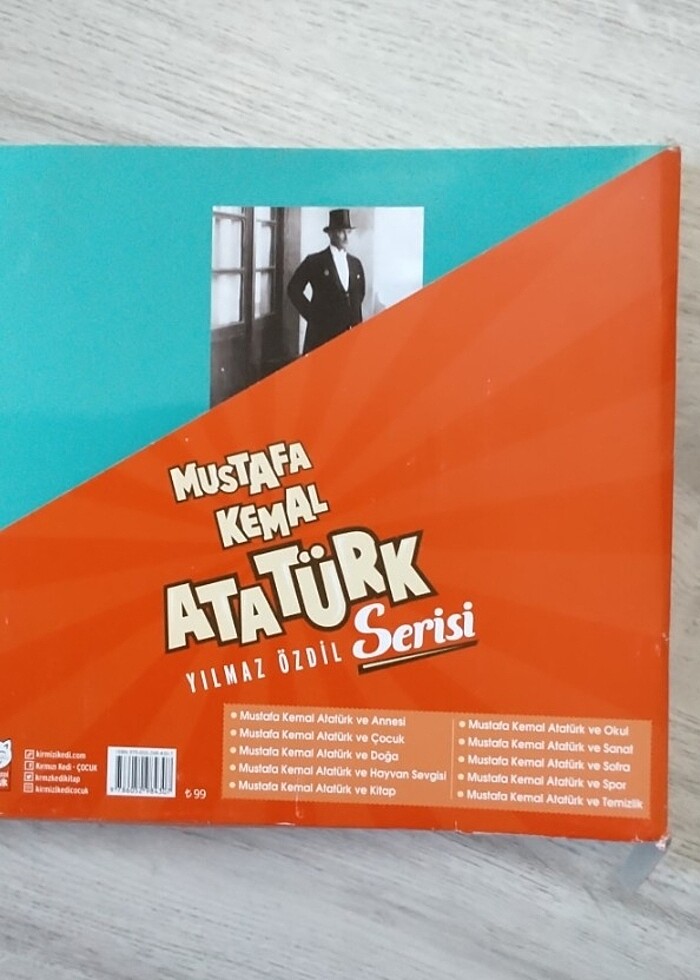 MUSTAFA
KEMAL
ATATÜRK
Serisi
YILMAZ ÖZDİL
kirmizikedi.com
Kırmızı Kedi - ÇOCUK
krmzkedikitap
kirmizikedicocuk
₺ 99
Mustafa Kemal Atatürk ve Annesi
Mustafa Kemal Atatürk ve Çocuk
Mustafa Kemal Atatürk ve Doğa
Mustafa Kemal Atatürk ve Hayvan Sevgisi
Mustafa Kemal Atatürk ve Kitap
Mustafa Kemal Atatürk ve Okul
Mustafa Kemal Atatürk ve Sanat
Mustafa Kemal Atatürk ve Sofra
Mustafa Kemal Atatürk ve Spor
Mustafa Kemal Atatürk ve Temizlik